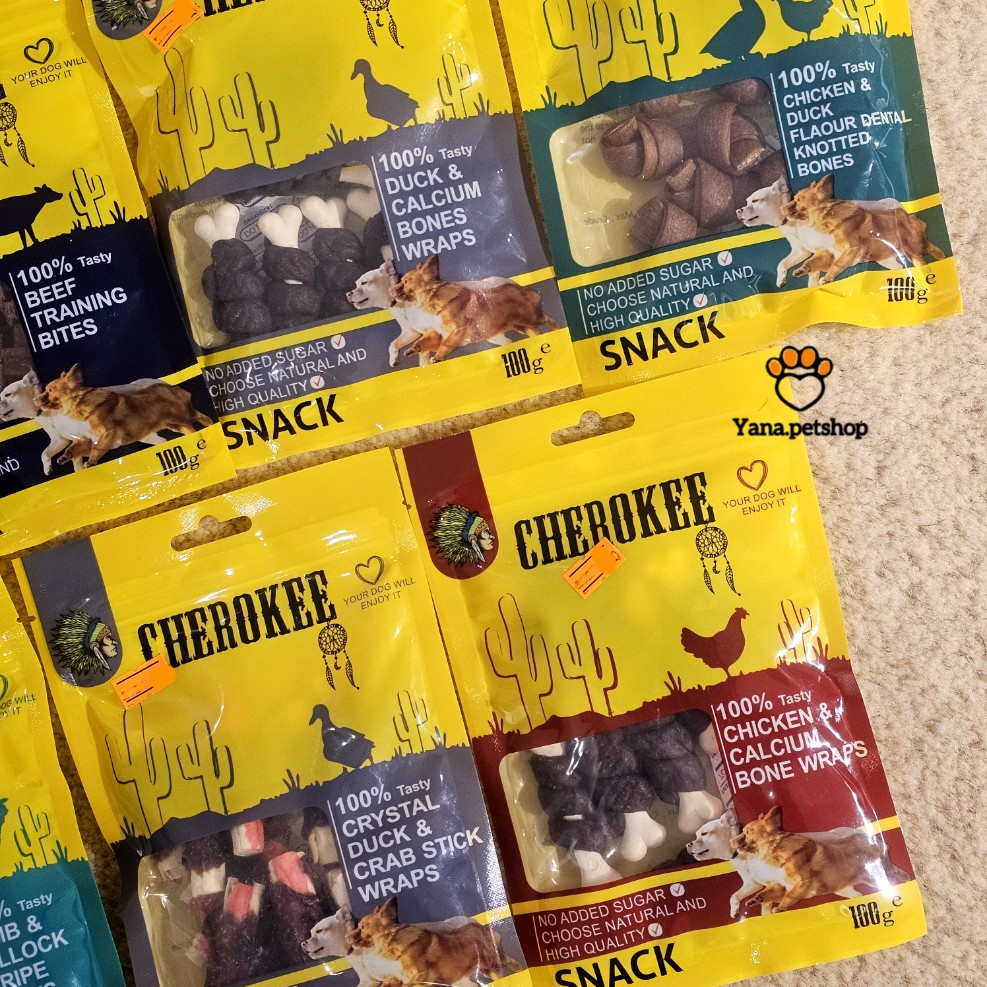 YOUR DOG WILL
ENJOY IT
100% Tasty
BEEF
TRAINING
BITES
100g e
100% Tasty
DUCK &
CALCIUM
BONES
WRAPS
NO ADDED SUGAR
CHOOSE NATURAL AND
HIGH QUALITY
100g e
SNACK
100% Tasty
CHICKEN &
DUCK
FLAOUR DENTAL
KNOTTED
BONES
NO ADDED SUGAR
CHOOSE NATURAL AND
HIGH QUALITY
100g e
SNACK
Yana.petshop
CHEROKEE
YOUR DOG WILL
ENJOY IT
100% Tasty
CRYSTAL
DUCK &
CRAB STICK
WRAPS
CHEROKEE
YOUR DOG WILL
ENJOY IT
100% Tasty
CHICKEN &
CALCIUM
BONE WRAPS
NO ADDED SUGAR
CHOOSE NATURAL AND
HIGH QUALITY
100g e
SNACK